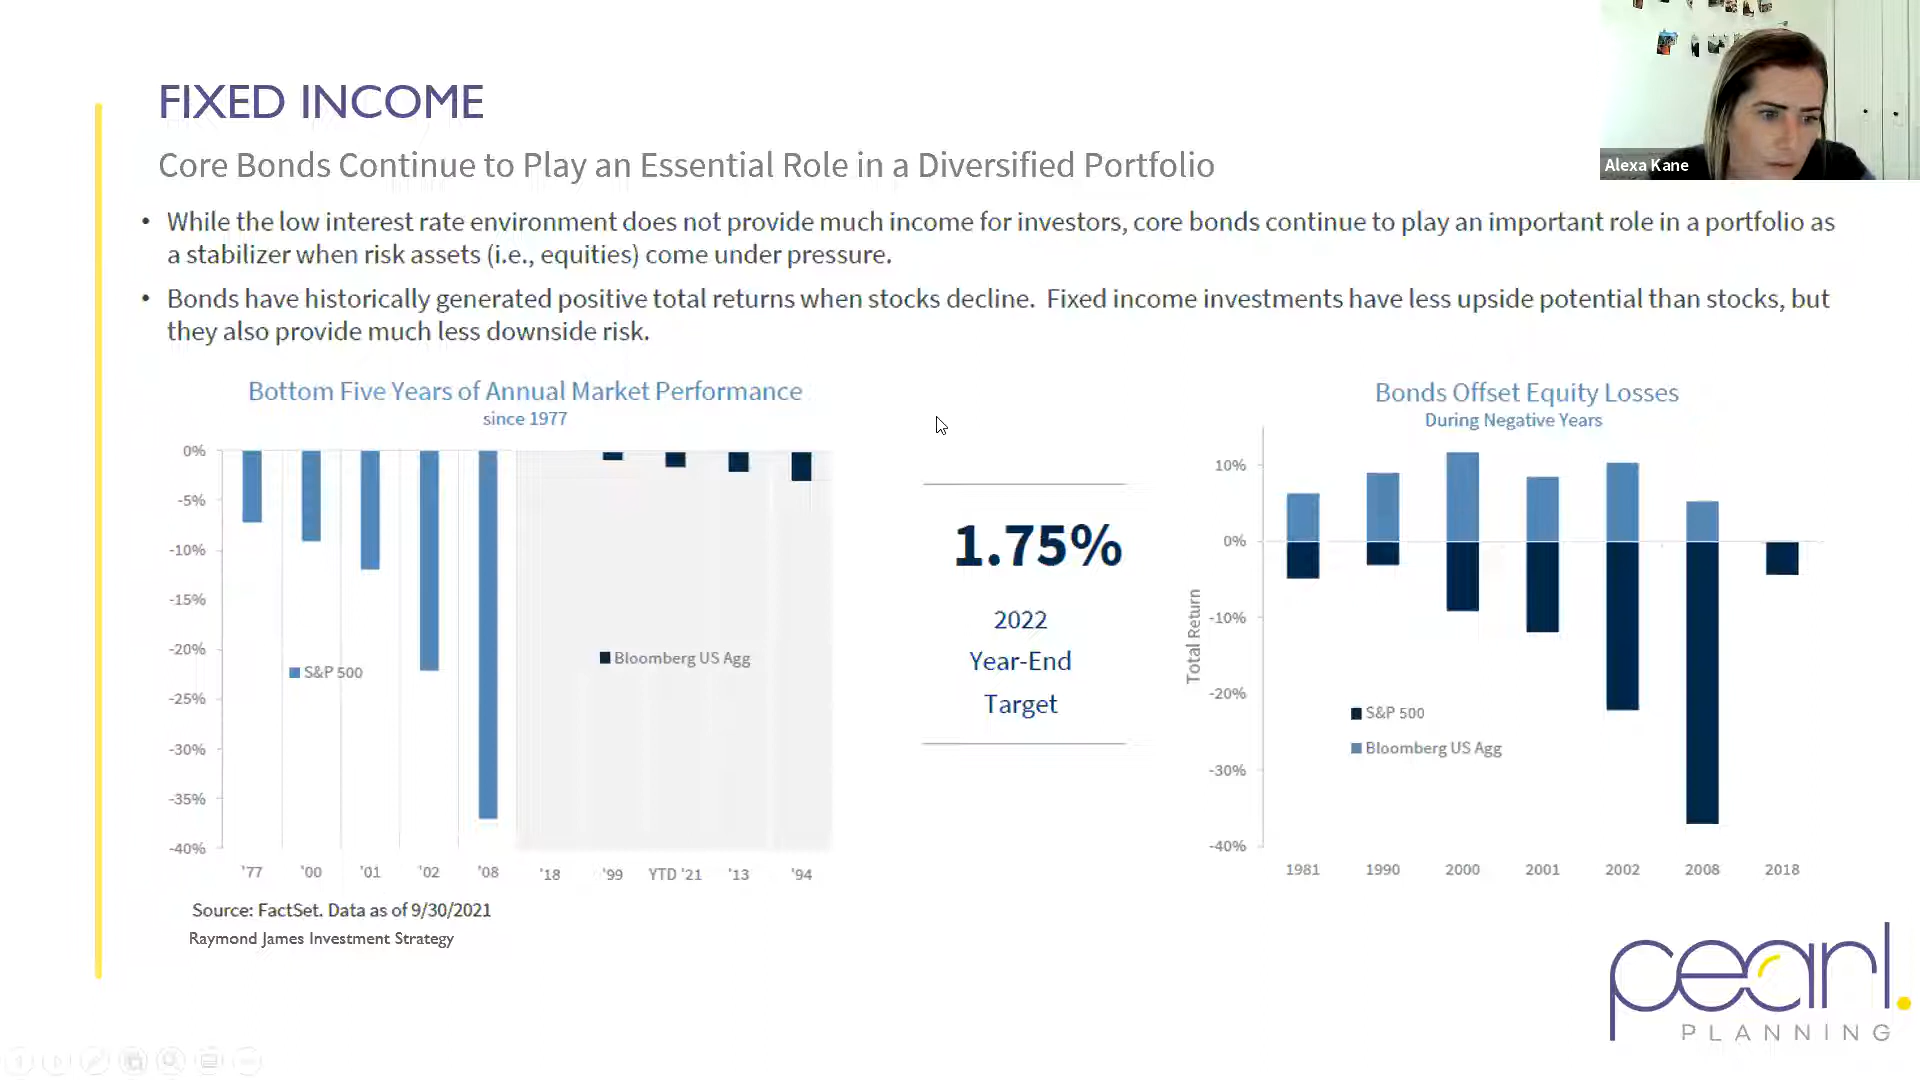 FIXED INCOME
Core Bonds Continue to Play an Essential Role in a Diversified Portfolio
Alexa Kane
• While the low interest rate environment does not provide much income for investors, core bonds continue to play an important role in a portfolio as
a stabilizer when risk assets (i.e., equities) come under pressure.
• Bonds have historically generated positive total returns when stocks decline.  Fixed income investments have less upside potential than stocks, but
they also provide much less downside risk.
Bottom Five Years of Annual Market Performance
since 1977
0%
-5%
-10%
-15%
-20%
-25%
-30%
-35%
-40%
S&P 500
Bloomberg US Agg
'77 '00 '01 '02 '08 '18 '99 YTD '21 '13 '94
Source: FactSet. Data as of 9/30/2021
Raymond James Investment Strategy
1.75%
2022
Year-End
Target
Bonds Offset Equity Losses
During Negative Years
Total Return
10%
0%
-10%
-20%
-30%
-40%
S&P 500
Bloomberg US Agg
1981 1990 2000 2001 2002 2008 2018
pearl.
PLANNING